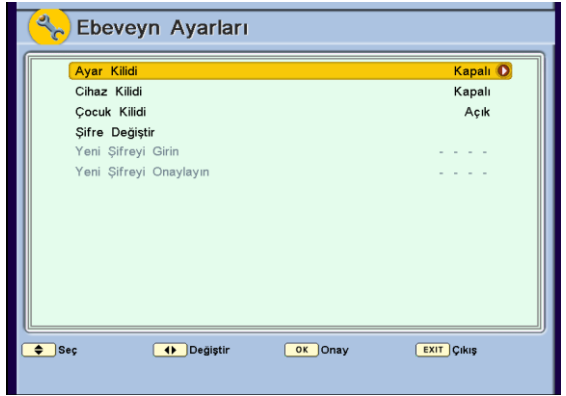 Ebeveyn Ayarları
Ayar Kilidi Kapalı
Cihaz Kilidi Kapalı
Çocuk Kilidi Açık
Şifre Değiştir
Yeni Şifreyi Girin - - - -
Yeni Şifreyi Onaylayın - - - -
Seç Değiştir OK Onay EXIT Çıkış